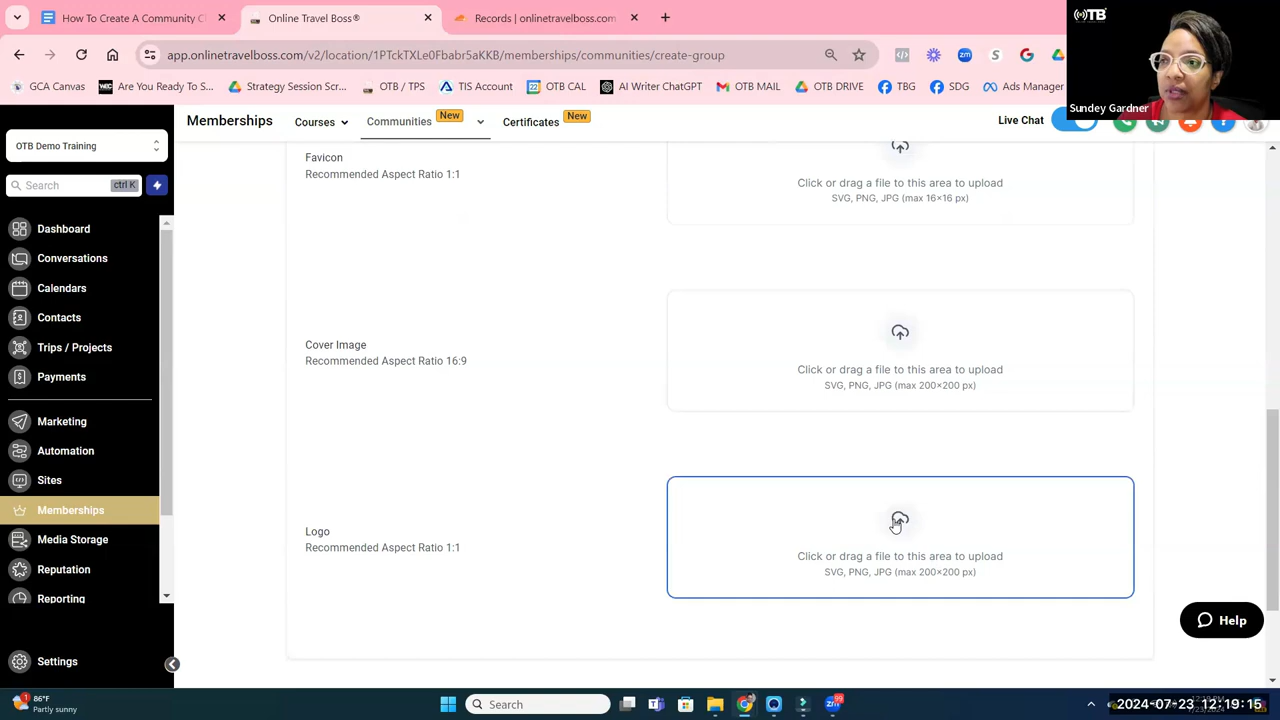 How To Create A Community C
Online Travel Boss®
Records | onlinetravelboss.com
app.onlinetravelboss.com/v2/location/1PTckTXLe0Fbabr5aKKB/memberships/communities/create-group
GCA Canvas
Are You Ready To S...
Strategy Session Scr...
OTB / TPS
TIS Account
OTB CAL
AI Writer ChatGPT
OTB MAIL
OTB DRIVE
TBG
SDG
Ads Manager
OTB
Sundey Gardner
Memberships
Courses
Communities
New
Certificates
New
Live Chat
OTB Demo Training
Search
ctrl K
Dashboard
Conversations
Calendars
Contacts
Trips / Projects
Payments
Marketing
Automation
Sites
Memberships
Media Storage
Reputation
Reporting
Settings
Favicon
Recommended Aspect Ratio 1:1
Click or drag a file to this area to upload
SVG, PNG, JPG (max 16×16 px)
Cover Image
Recommended Aspect Ratio 16:9
Click or drag a file to this area to upload
SVG, PNG, JPG (max 200×200 px)
Logo
Recommended Aspect Ratio 1:1
Click or drag a file to this area to upload
SVG, PNG, JPG (max 200×200 px)
Help
1
86°F
Partly sunny
Search
99
2024-07-23 12:19:15